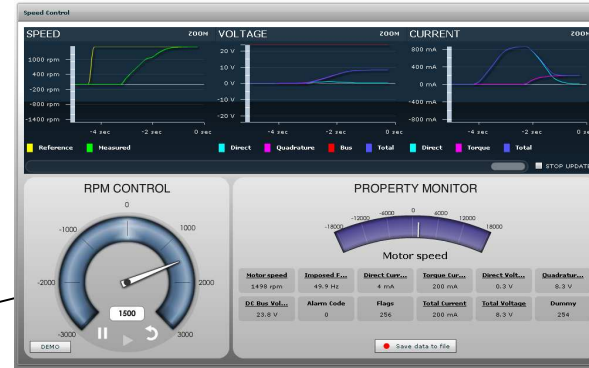 Speed Control
SPEED ZOOM VOLTAGE ZOOM CURRENT ZOOM
1000 rpm
400 rpm
-200 rpm
-800 rpm
-1400 rpm
-4 sec -2 sec 0 sec
Reference Measured
20 V
10 V
0 V
-10 V
-20 V
-4 sec -2 sec 0 sec
Direct Quadrature Bus Total
800 mA
400 mA
0 mA
-400 mA
-800 mA
-4 sec -2 sec 0 sec
Direct Torque Total
STOP UPDATE
RPM CONTROL
-3000 -2000 -1000 0 1000 2000 3000
1500
DEMO
PROPERTY MONITOR
-18000 -12000 -6000 0 6000 12000 18000
Motor speed
Motor speed Imposed F... Direct Curr... Torque Cur... Direct Volt... Quadratur...
1498 rpm 49.9 Hz 4 mA 200 mA 0.3 V 8.3 V
DC Bus Vol... Alarm Code Flags Total Current Total Voltage Dummy
23.8 V 0 256 200 mA 8.3 V 254
Save data to file